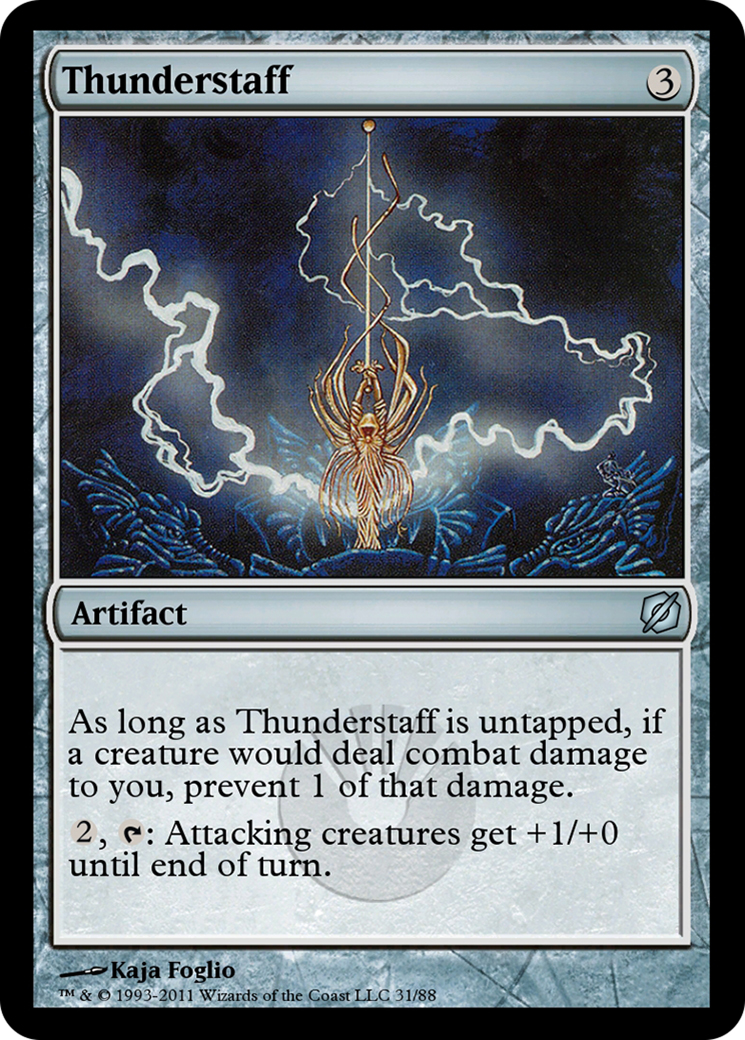 Thunderstaff 3
Artifact
As long as Thunderstaff is untapped, if
a creature would deal combat damage
to you, prevent 1 of that damage.
2, : Attacking creatures get +1/+0
until end of turn.
Kaja Foglio
™ & © 1993-2011 Wizards of the Coast LLC 31/88